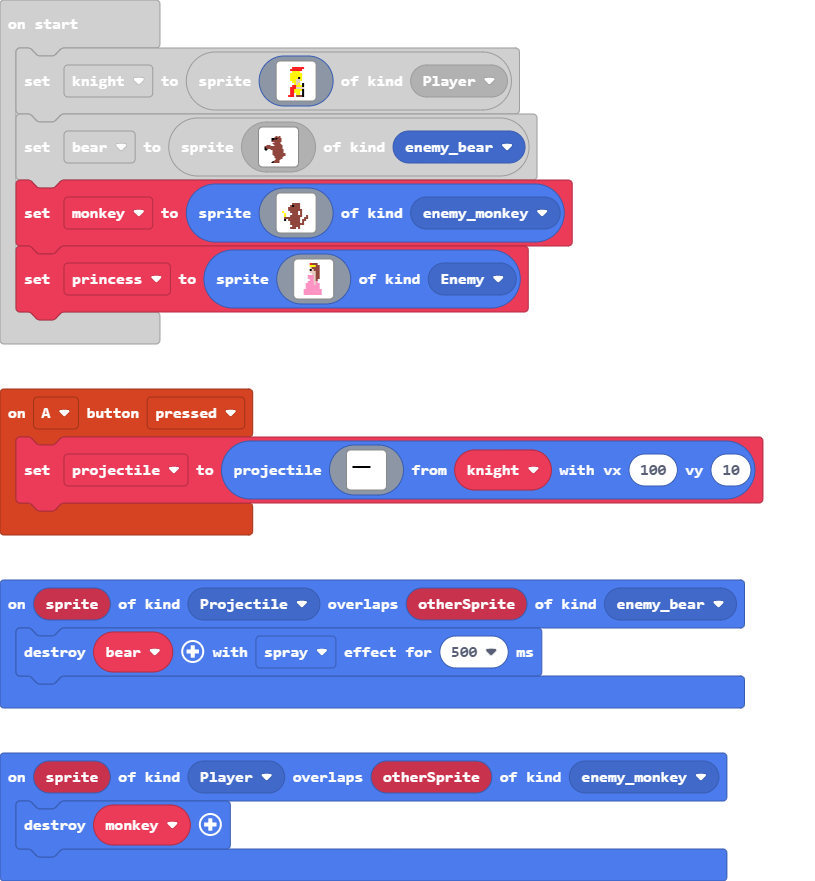 on start
set knight to sprite of kind Player
set bear to sprite of kind enemy_bear
set monkey to sprite of kind enemy_monkey
set princess to sprite of kind Enemy
on A button pressed
set projectile to projectile from knight with vx 100 vy 10
on sprite of kind Projectile overlaps otherSprite of kind enemy_bear
destroy bear with spray effect for 500 ms
on sprite of kind Player overlaps otherSprite of kind enemy_monkey
destroy monkey